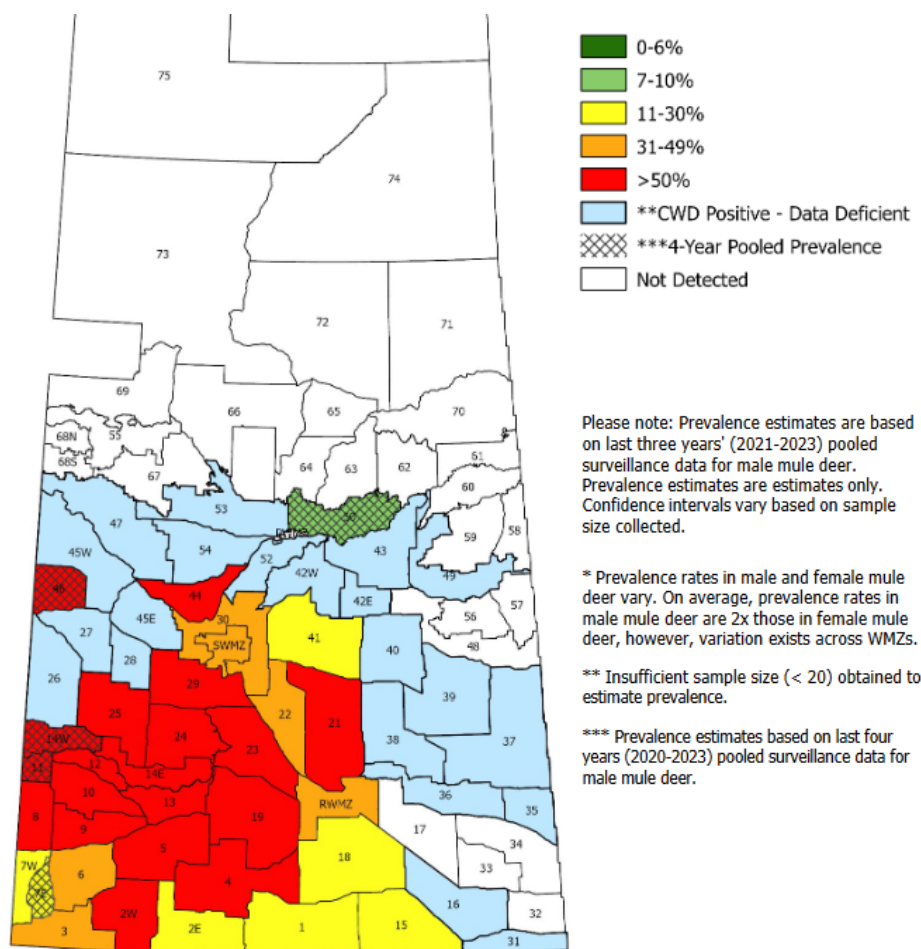 0-6%
7-10%
11-30%
31-49%
>50%
**CWD Positive - Data Deficient
***4-Year Pooled Prevalence
Not Detected
75
74
73
72
71
69
66
65
70
68N
55
68S
67
64
63
62
61
60
53
50
47
59
58
54
43
45W
52
42W
49
46
44
42E
57
45E
30
56
27
41
48
SWMZ
28
40
26
29
39
25
22
21
24
14W
23
38
37
12
11
14E
10
36
8
13
19
RWMZ
35
9
17
34
5
18
7W
33
6
4
16
2W
32
3
2E
1
15
31
Please note: Prevalence estimates are based
on last three years' (2021-2023) pooled
surveillance data for male mule deer.
Prevalence estimates are estimates only.
Confidence intervals vary based on sample
size collected.
* Prevalence rates in male and female mule
deer vary. On average, prevalence rates in
male mule deer are 2x those in female mule
deer, however, variation exists across WMZs.
** Insufficient sample size (< 20) obtained to
estimate prevalence.
*** Prevalence estimates based on last four
years (2020-2023) pooled surveillance data for
male mule deer.